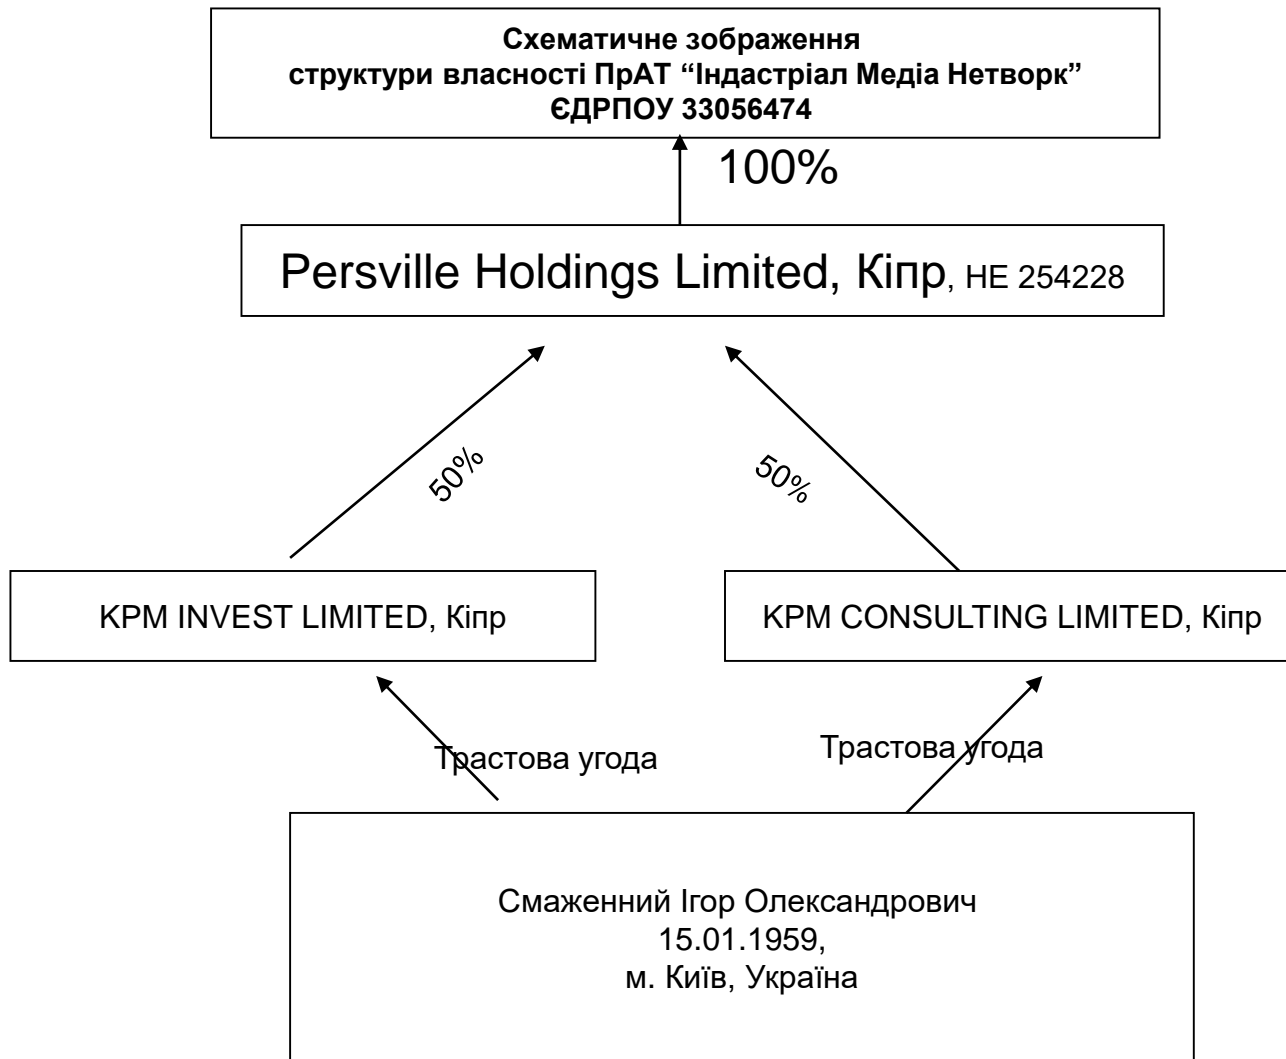 Схематичне зображення
структури власності ПрАТ “Індастріал Медіа Нетворк”
ЄДРПОУ 33056474
100%
Persville Holdings Limited, Кіпр, HE 254228
50%
50%
KPM INVEST LIMITED, Кіпр
KPM CONSULTING LIMITED, Кіпр
Трастова угода
Трастова угода
Смаженний Ігор Олександрович
15.01.1959,
м. Київ, Україна